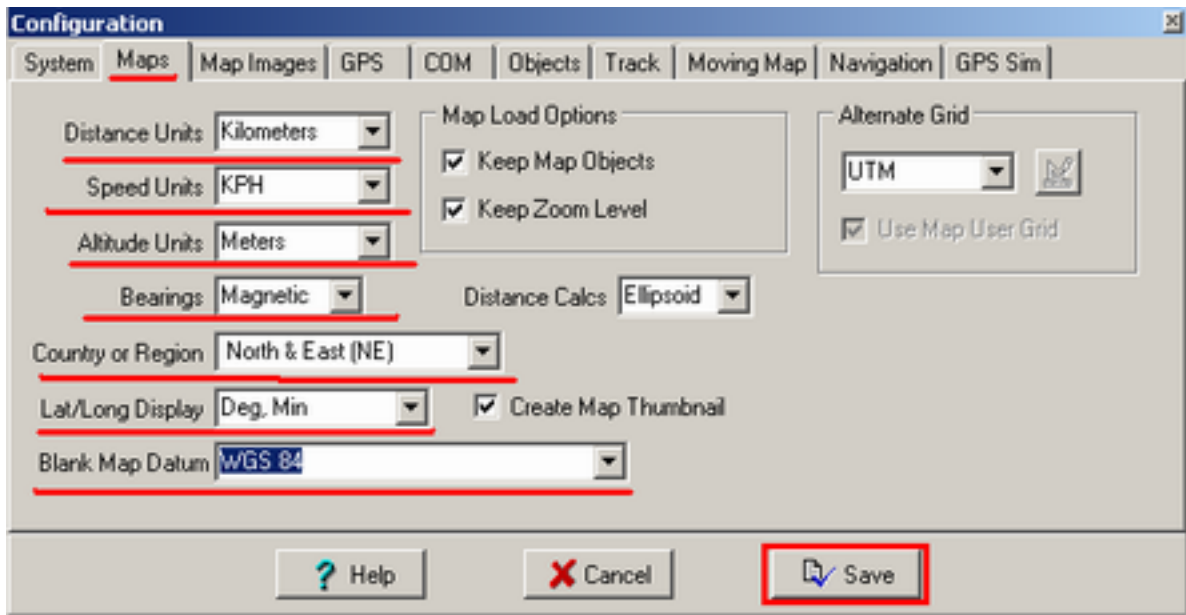 Configuration
System Maps Map Images GPS COM Objects Track Moving Map Navigation GPS Sim
Distance Units Kilometers
Speed Units KPH
Altitude Units Meters
Bearings Magnetic
Map Load Options
Keep Map Objects
Keep Zoom Level
Alternate Grid
UTM
Use Map User Grid
Distance Calcs Ellipsoid
Country or Region North & East (NE)
Lat/Long Display Deg, Min
Create Map Thumbnail
Blank Map Datum WGS 84
? Help
Cancel
Save